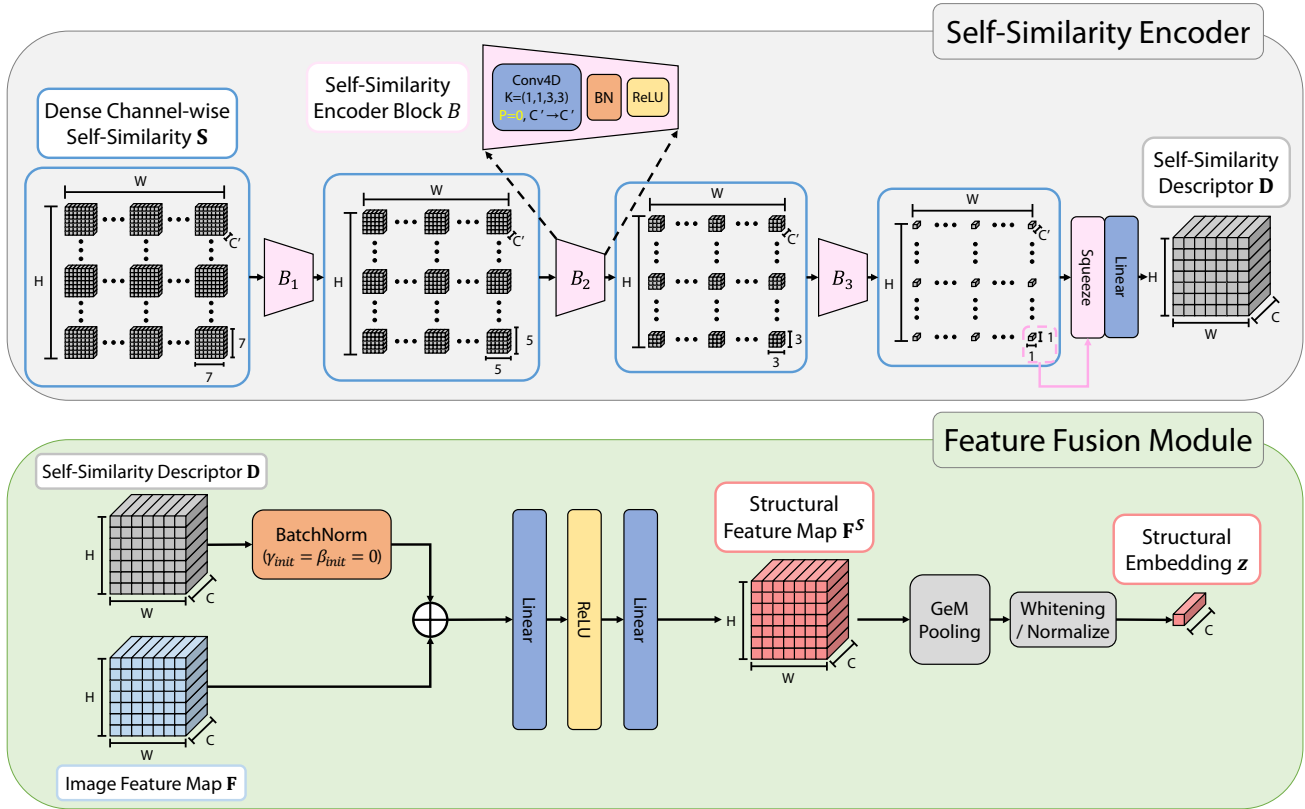 Self-Similarity Encoder
Dense Channel-wise
Self-Similarity S
Self-Similarity
Encoder Block B
Conv4D
K=(1,1,3,3)
P=0, C'→C'
BN
ReLU
Self-Similarity
Descriptor D
W
H
C'
7
7
B₁
W
H
C'
5
5
B₂
W
H
C'
3
3
B₃
W
H
C'
1
1
Squeeze
Linear
H
W
C
Feature Fusion Module
Self-Similarity Descriptor D
H
W
C
BatchNorm
(γinit = βinit = 0)
H
W
C
Image Feature Map F
Linear
ReLU
Linear
Structural
Feature Map Fˢ
H
W
C
GeM
Pooling
Whitening
/ Normalize
Structural
Embedding z
C